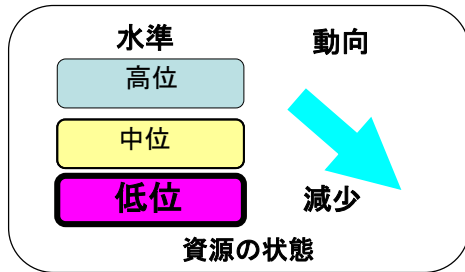 水準
動向
高位
中位
低位
減少
資源の状態